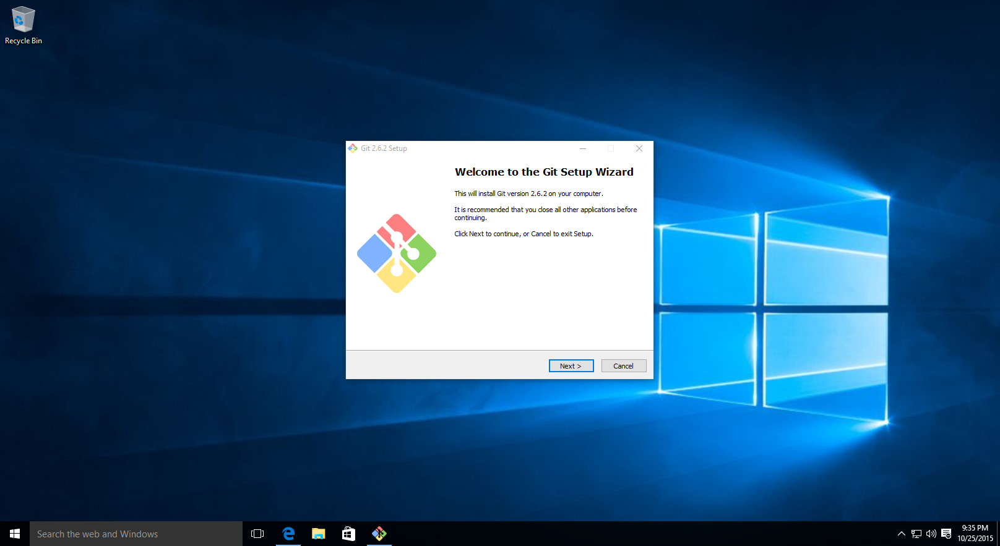 Recycle Bin
Git 2.6.2 Setup
Welcome to the Git Setup Wizard
This will install Git version 2.6.2 on your computer.
It is recommended that you close all other applications before
continuing.
Click Next to continue, or Cancel to exit Setup.
Next >
Cancel
Search the web and Windows
9:35 PM
10/25/2015